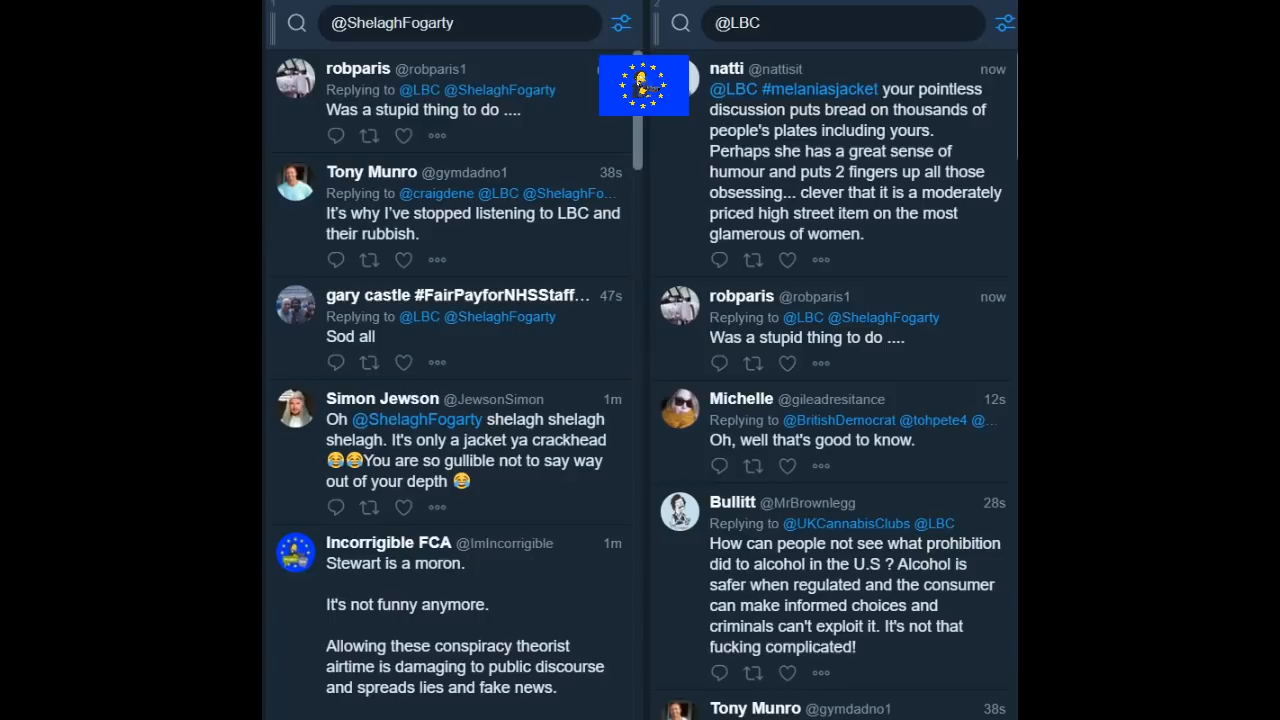 1
@ShelaghFogarty
robparis @robparis1
Replying to @LBC @ShelaghFogarty
Was a stupid thing to do ....
Tony Munro @gymdadno1 38s
Replying to @craigdene @LBC @ShelaghFo...
It's why I've stopped listening to LBC and
their rubbish.
gary castle #FairPayforNHSStaff... 47s
Replying to @LBC @ShelaghFogarty
Sod all
Simon Jewson @JewsonSimon 1m
Oh @ShelaghFogarty shelagh shelagh
shelagh. It's only a jacket ya crackhead
😂😂You are so gullible not to say way
out of your depth 😂
Incorrigible FCA @ImIncorrigible 1m
Stewart is a moron.
It's not funny anymore.
Allowing these conspiracy theorist
airtime is damaging to public discourse
and spreads lies and fake news.
2
@LBC
natti @nattisit now
@LBC #melaniasjacket your pointless
discussion puts bread on thousands of
people's plates including yours.
Perhaps she has a great sense of
humour and puts 2 fingers up all those
obsessing... clever that it is a moderately
priced high street item on the most
glamerous of women.
robparis @robparis1 now
Replying to @LBC @ShelaghFogarty
Was a stupid thing to do ....
Michelle @gileadresitance 12s
Replying to @BritishDemocrat @tohpete4 @...
Oh, well that's good to know.
Bullitt @MrBrownlegg 28s
Replying to @UKCannabisClubs @LBC
How can people not see what prohibition
did to alcohol in the U.S ? Alcohol is
safer when regulated and the consumer
can make informed choices and
criminals can't exploit it. It's not that
fucking complicated!
Tony Munro @gymdadno1 38s